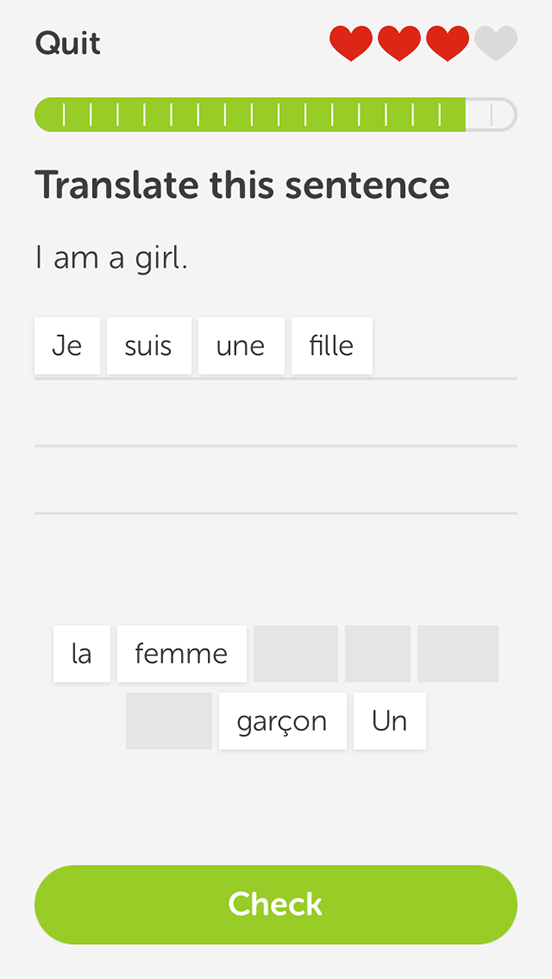 Quit
Translate this sentence
I am a girl.
Je suis une fille
la femme
garçon Un
Check